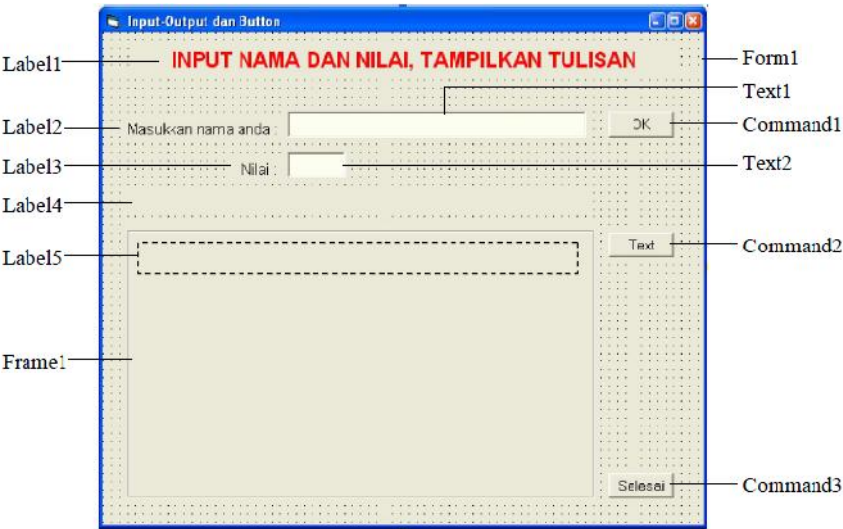 Input-Output dan Button
Label1
INPUT NAMA DAN NILAI, TAMPILKAN TULISAN
Form1
Text1
Label2
Masukkan nama anda :
OK
Command1
Label3
Nilai :
Text2
Label4
Label5
Text
Command2
Frame1
Selesai
Command3